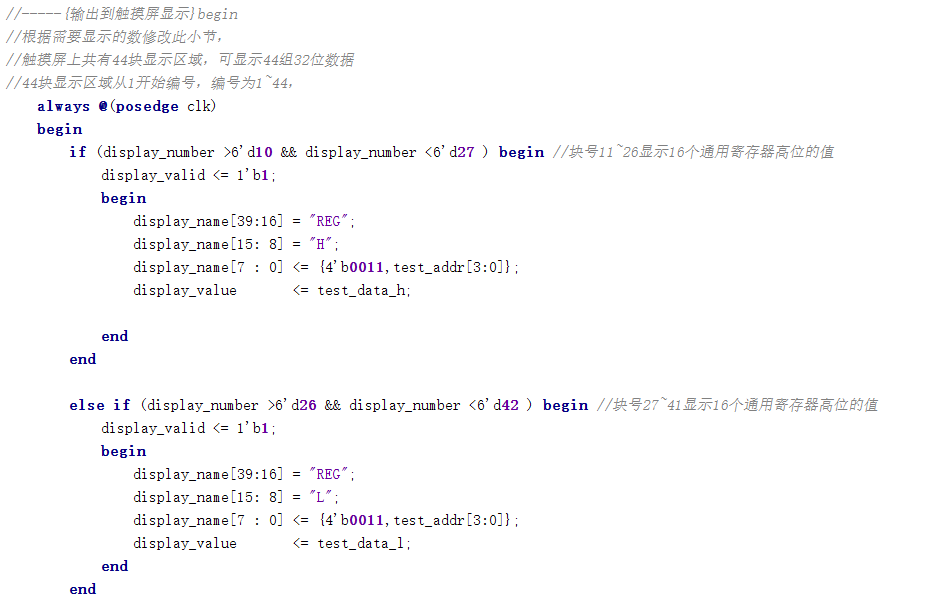 //-----{输出到触摸屏显示}begin
//根据需要显示的数修改此小节，
//触摸屏上共有44块显示区域，可显示44组32位数据
//44块显示区域从1开始编号，编号为1~44，
always @(posedge clk)
begin
if (display_number >6'd10 && display_number <6'd27 ) begin //块号11~26显示16个通用寄存器高位的值
display_valid <= 1'b1;
begin
display_name[39:16] = "REG";
display_name[15: 8] = "H";
display_name[7 : 0] <= {4'b0011,test_addr[3:0]};
display_value       <= test_data_h;
end
end
else if (display_number >6'd26 && display_number <6'd42 ) begin //块号27~41显示16个通用寄存器高位的值
display_valid <= 1'b1;
begin
display_name[39:16] = "REG";
display_name[15: 8] = "L";
display_name[7 : 0] <= {4'b0011,test_addr[3:0]};
display_value       <= test_data_l;
end
end